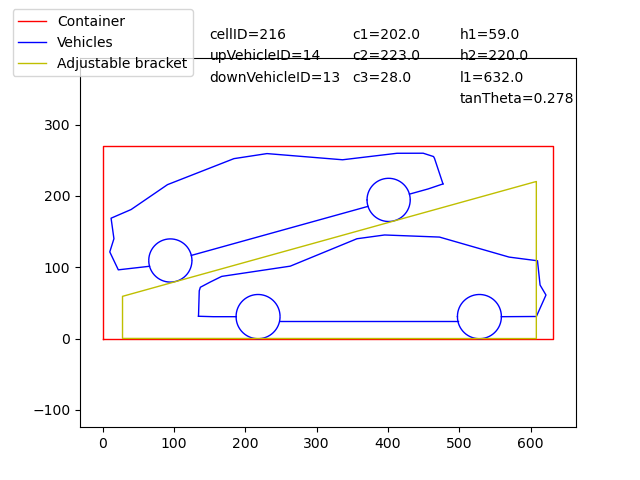 Container
Vehicles
Adjustable bracket
cellID=216 c1=202.0 h1=59.0
upVehicleID=14 c2=223.0 h2=220.0
downVehicleID=13 c3=28.0 l1=632.0
tanTheta=0.278
300
200
100
0
−100
0 100 200 300 400 500 600